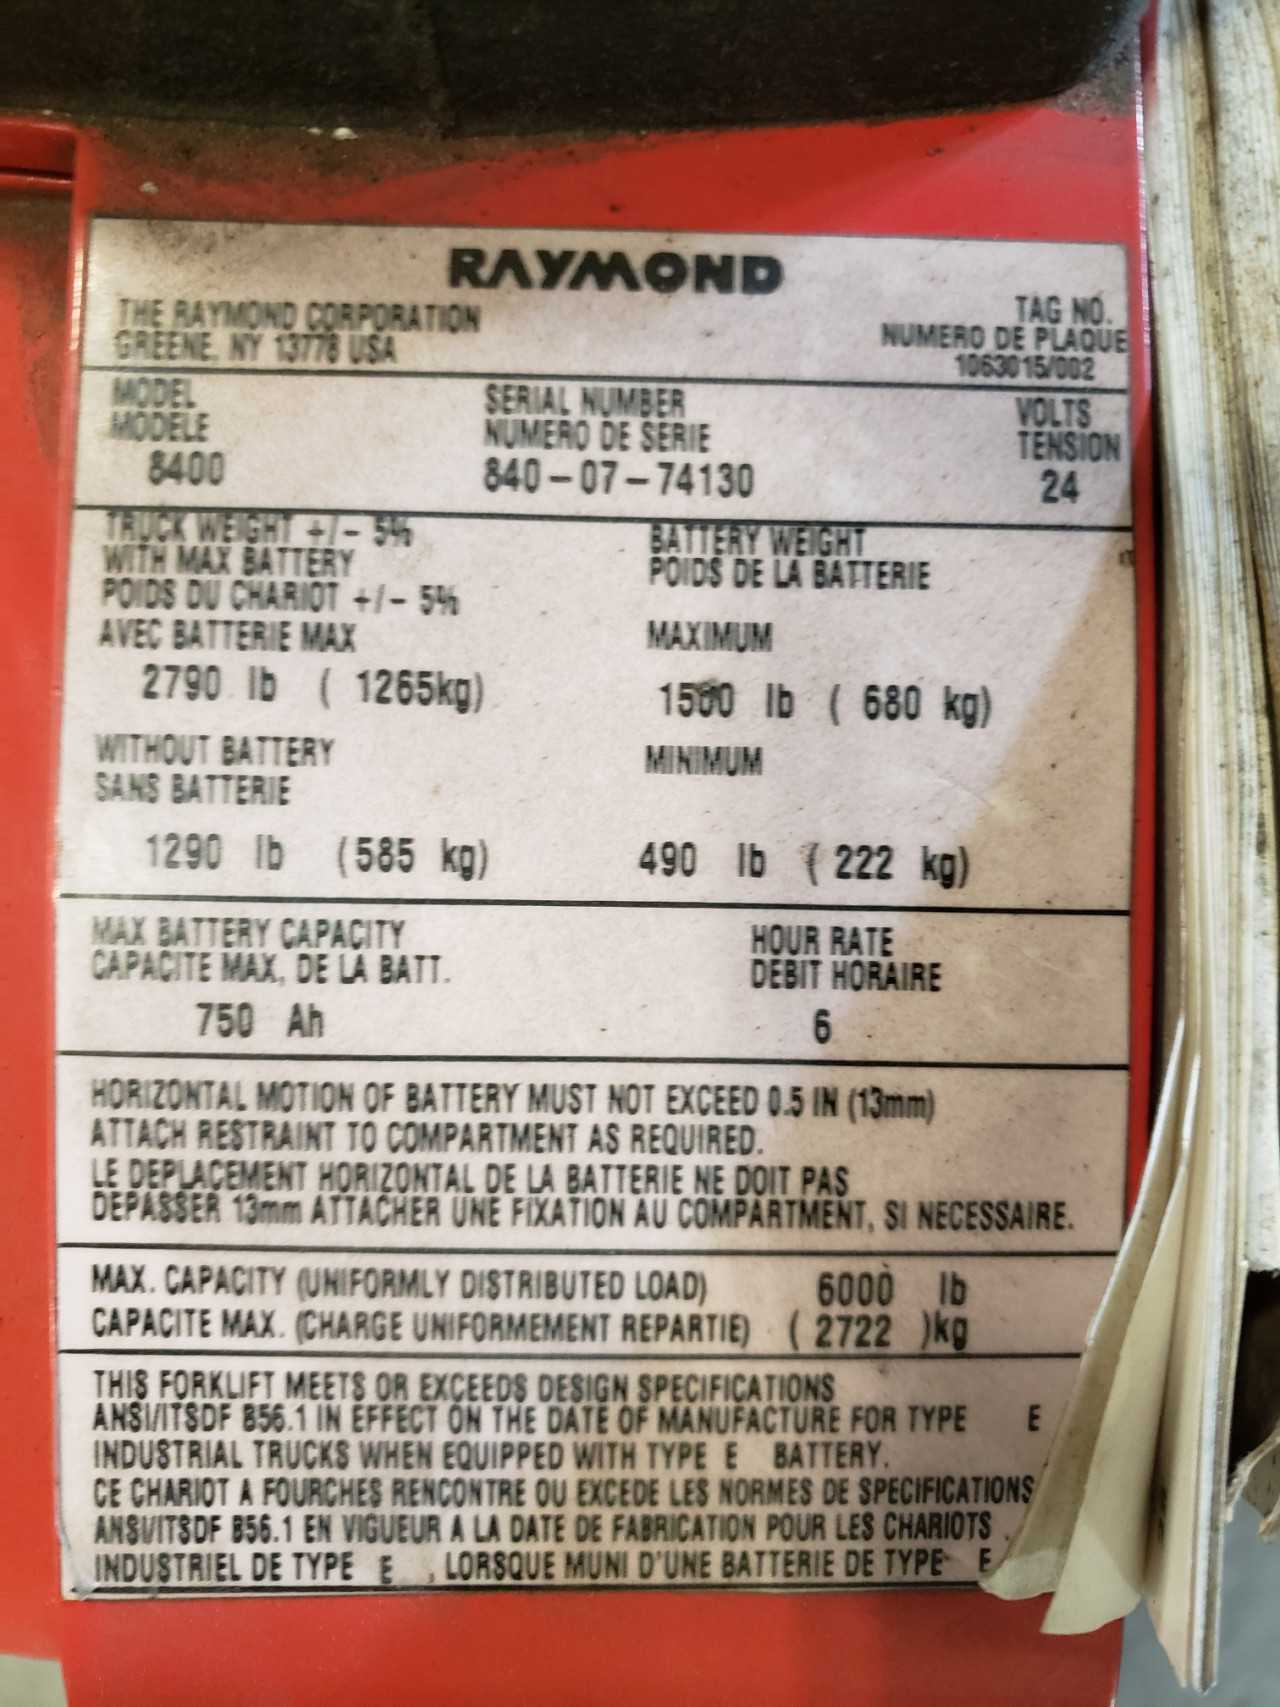 RAYMOND
THE RAYMOND CORPORATION
GREENE, NY 13778 USA
TAG NO.
NUMERO DE PLAQUE
1063015/002
MODEL
MODELE
8400
SERIAL NUMBER
NUMERO DE SERIE
840-07-74130
VOLTS
TENSION
24
TRUCK WEIGHT +/- 5%
WITH MAX BATTERY
POIDS DU CHARIOT +/- 5%
AVEC BATTERIE MAX
2790 lb ( 1265kg)
BATTERY WEIGHT
POIDS DE LA BATTERIE
MAXIMUM
1500 lb ( 680 kg)
WITHOUT BATTERY
SANS BATTERIE
1290 lb (585 kg)
MINIMUM
490 lb ( 222 kg)
MAX BATTERY CAPACITY
CAPACITE MAX, DE LA BATT.
750 Ah
HOUR RATE
DEBIT HORAIRE
6
HORIZONTAL MOTION OF BATTERY MUST NOT EXCEED 0.5 IN (13mm)
ATTACH RESTRAINT TO COMPARTMENT AS REQUIRED.
LE DEPLACEMENT HORIZONTAL DE LA BATTERIE NE DOIT PAS
DEPASSER 13mm ATTACHER UNE FIXATION AU COMPARTMENT, SI NECESSAIRE.
MAX. CAPACITY (UNIFORMLY DISTRIBUTED LOAD) 6000 lb
CAPACITE MAX. (CHARGE UNIFORMEMENT REPARTIE) ( 2722 )kg
THIS FORKLIFT MEETS OR EXCEEDS DESIGN SPECIFICATIONS
ANSI/ITSDF B56.1 IN EFFECT ON THE DATE OF MANUFACTURE FOR TYPE E
INDUSTRIAL TRUCKS WHEN EQUIPPED WITH TYPE E BATTERY.
CE CHARIOT A FOURCHES RENCONTRE OU EXCEDE LES NORMES DE SPECIFICATIONS
ANSI/ITSDF B56.1 EN VIGUEUR A LA DATE DE FABRICATION POUR LES CHARIOTS
INDUSTRIEL DE TYPE E , LORSQUE MUNI D'UNE BATTERIE DE TYPE E